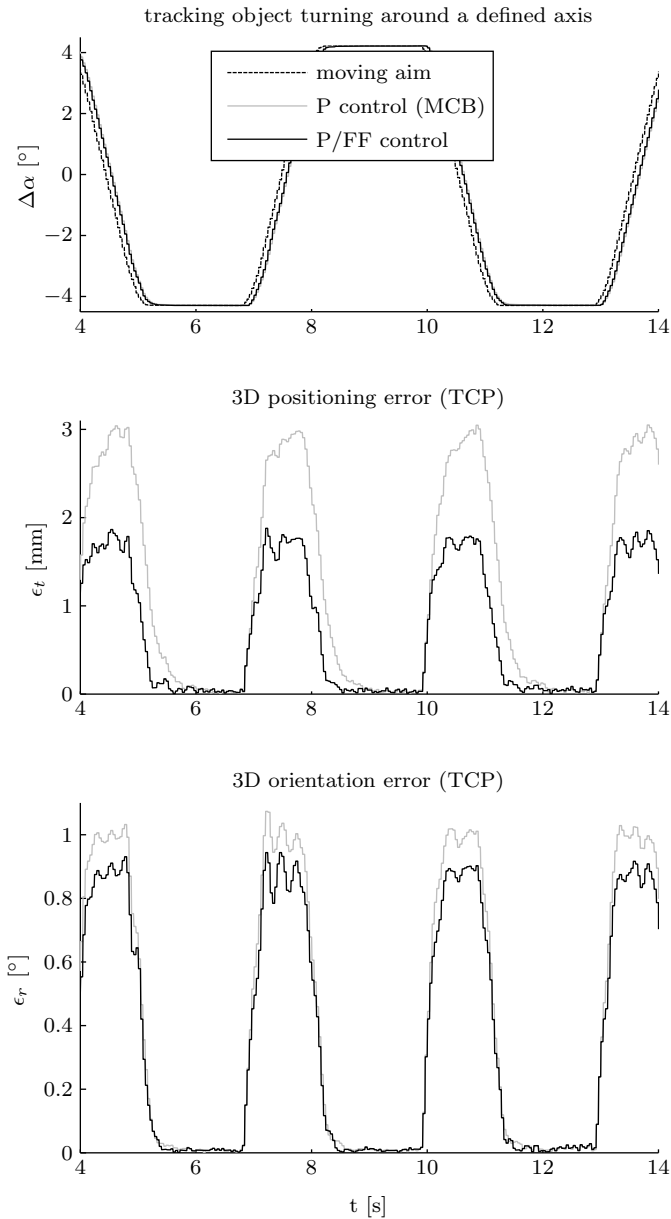 tracking object turning around a defined axis
4
2
0
−2
−4
Δα [°]
moving aim
P control (MCB)
P/FF control
4 6 8 10 12 14
3D positioning error (TCP)
3
2
1
0
ϵt [mm]
4 6 8 10 12 14
3D orientation error (TCP)
1
0.8
0.6
0.4
0.2
0
ϵr [°]
4 6 8 10 12 14
t [s]